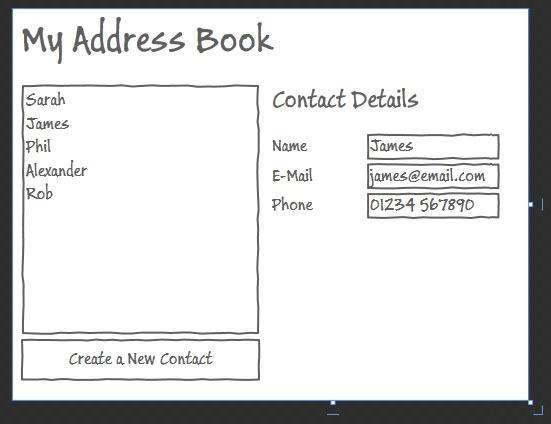 My Address Book
Sarah
James
Phil
Alexander
Rob
Create a New Contact
Contact Details
Name James
E-Mail james@email.com
Phone 01234 567890